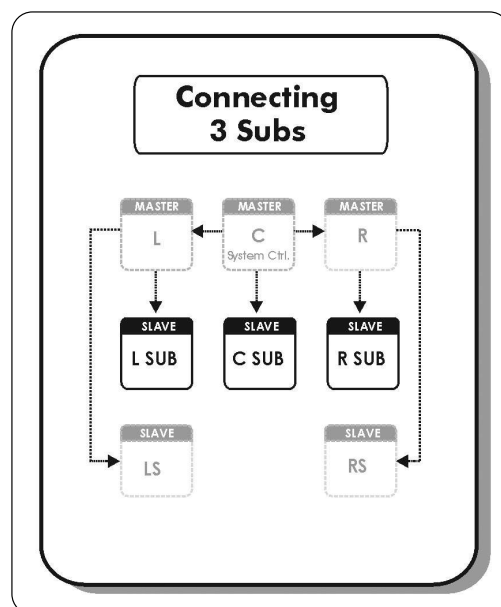 Connecting
3 Subs
MASTER MASTER MASTER
L C R
System Ctrl.
SLAVE SLAVE SLAVE
L SUB C SUB R SUB
SLAVE SLAVE
LS RS